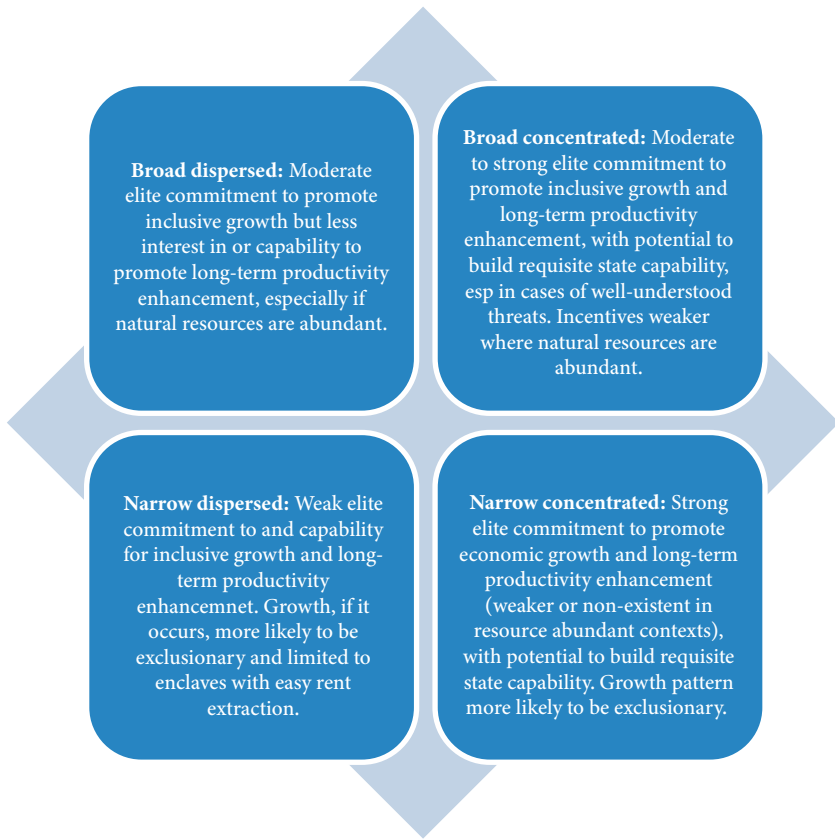 Broad dispersed: Moderate
elite commitment to promote
inclusive growth but less
interest in or capability to
promote long-term productivity
enhancement, especially if
natural resources are abundant.
Broad concentrated: Moderate
to strong elite commitment to
promote inclusive growth and
long-term productivity
enhancement, with potential to
build requisite state capability,
esp in cases of well-understood
threats. Incentives weaker
where natural resources are
abundant.
Narrow dispersed: Weak elite
commitment to and capability
for inclusive growth and long-
term productivity
enhancemnet. Growth, if it
occurs, more likely to be
exclusionary and limited to
enclaves with easy rent
extraction.
Narrow concentrated: Strong
elite commitment to promote
economic growth and long-term
productivity enhancement
(weaker or non-existent in
resource abundant contexts),
with potential to build requisite
state capability. Growth pattern
more likely to be exclusionary.